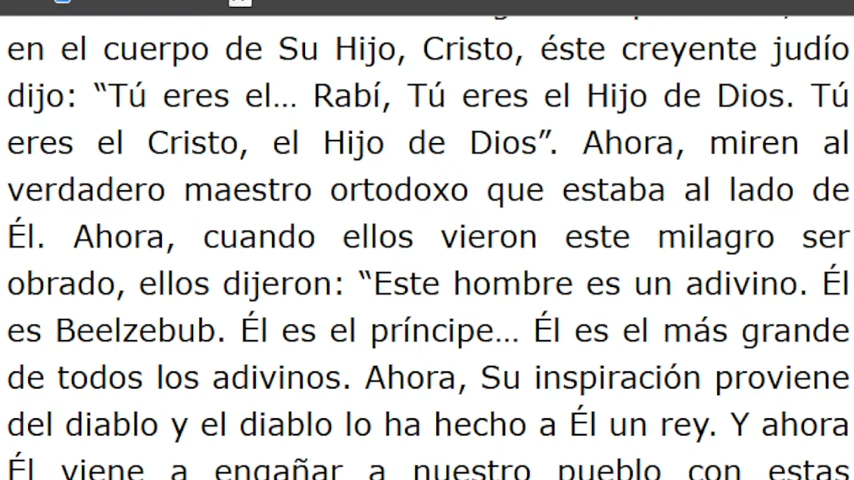 en el cuerpo de Su Hijo, Cristo, éste creyente judío
dijo: “Tú eres el… Rabí, Tú eres el Hijo de Dios. Tú
eres el Cristo, el Hijo de Dios”. Ahora, miren al
verdadero maestro ortodoxo que estaba al lado de
Él. Ahora, cuando ellos vieron este milagro ser
obrado, ellos dijeron: “Este hombre es un adivino. Él
es Beelzebub. Él es el príncipe… Él es el más grande
de todos los adivinos. Ahora, Su inspiración proviene
del diablo y el diablo lo ha hecho a Él un rey. Y ahora
Él viene a engañar a nuestro pueblo con estas